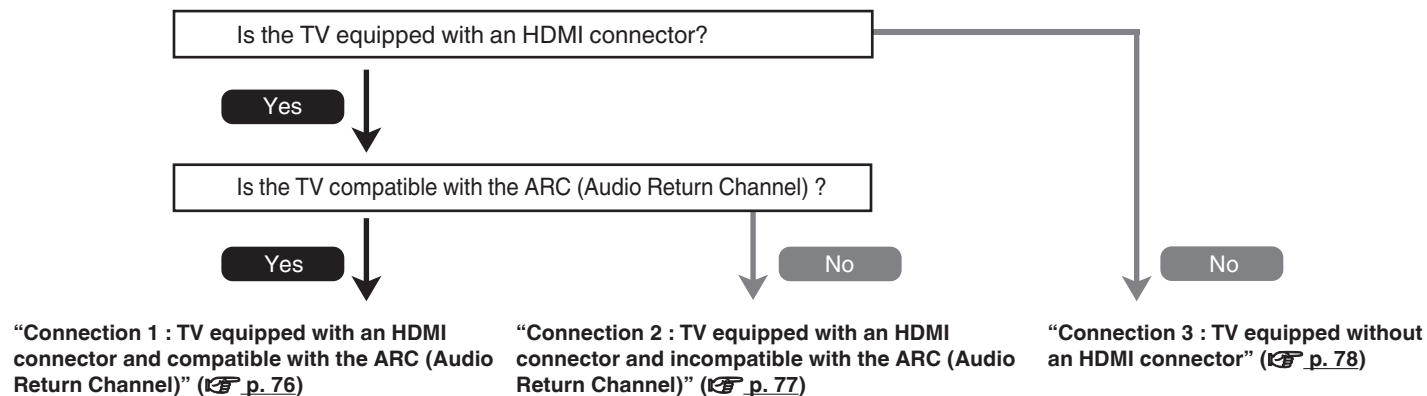 Is the TV equipped with an HDMI connector?
Yes
Is the TV compatible with the ARC (Audio Return Channel) ?
Yes
No
No
“Connection 1 : TV equipped with an HDMI
connector and compatible with the ARC (Audio
Return Channel)” (☞ p. 76)
“Connection 2 : TV equipped with an HDMI
connector and incompatible with the ARC (Audio
Return Channel)” (☞ p. 77)
“Connection 3 : TV equipped without
an HDMI connector” (☞ p. 78)